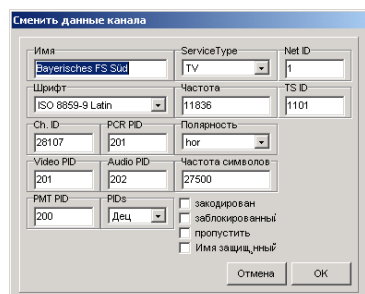 Сменить данные канала
Имя ServiceType Net ID
Bayerisches FS Süd TV 1
Шрифт Частота TS ID
ISO 8859-9 Latin 11836 1101
Ch. ID PCR PID Полярность
28107 201 hor
Video PID Audio PID Частота символов
201 202 27500
PMT PID PIDs закодирован
200 Дец заблокированный
пропустить
Имя защищ,нный
Отмена OK